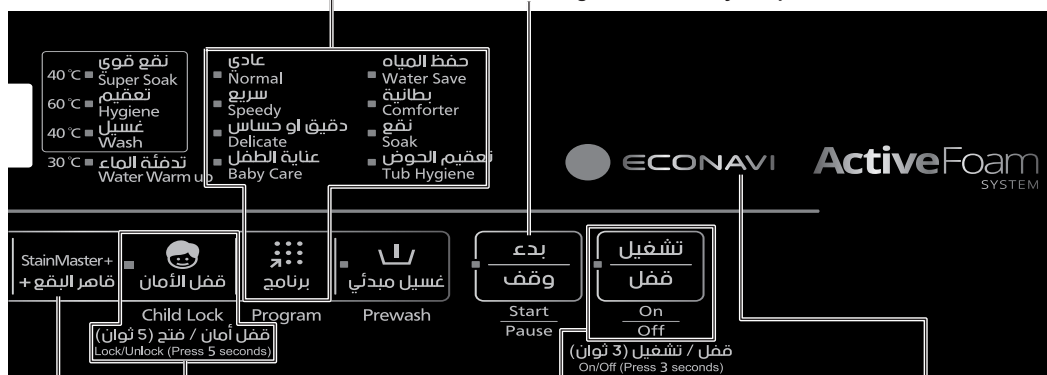 40 ℃ نقع قوي
Super Soak
60 ℃ تعقيم
Hygiene
40 ℃ غسيل
Wash
30 ℃ تدفئة الماء
Water Warm up
عادي
Normal
سريع
Speedy
دقيق او حساس
Delicate
عناية الطفل
Baby Care
حفظ المياه
Water Save
بطانية
Comforter
نقع
Soak
تعقيم الحوض
Tub Hygiene
ECONAVI
ActiveFoam
SYSTEM
StainMaster+
قاهر البقع +
قفل الأمان
Child Lock
قفل أمان / فتح (5 ثوان)
Lock/Unlock (Press 5 seconds)
برنامج
Program
غسيل مبدئي
Prewash
بدء
وقف
Start
Pause
تشغيل
قفل
On
Off
قفل / تشغيل (3 ثوان)
On/Off (Press 3 seconds)